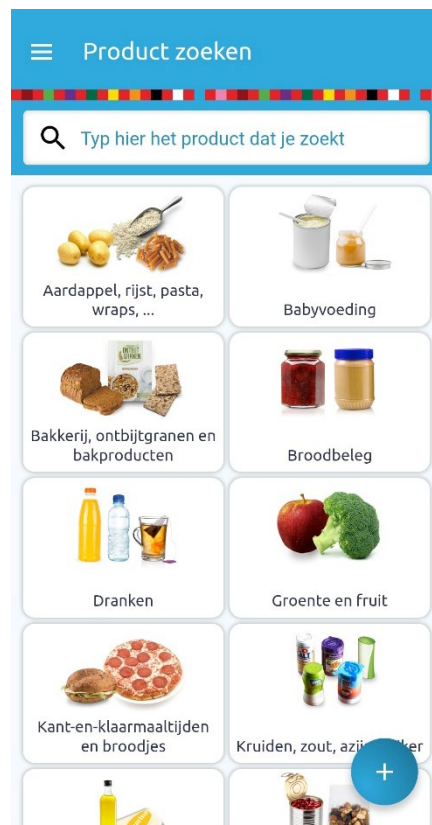 Product zoeken
Typ hier het product dat je zoekt
Aardappel, rijst, pasta,
wraps, ...
Babyvoeding
Bakkerij, ontbijtgranen en
bakproducten
Broodbeleg
Dranken
Groente en fruit
Kant-en-klaarmaaltijden
en broodjes
Kruiden, zout,
+